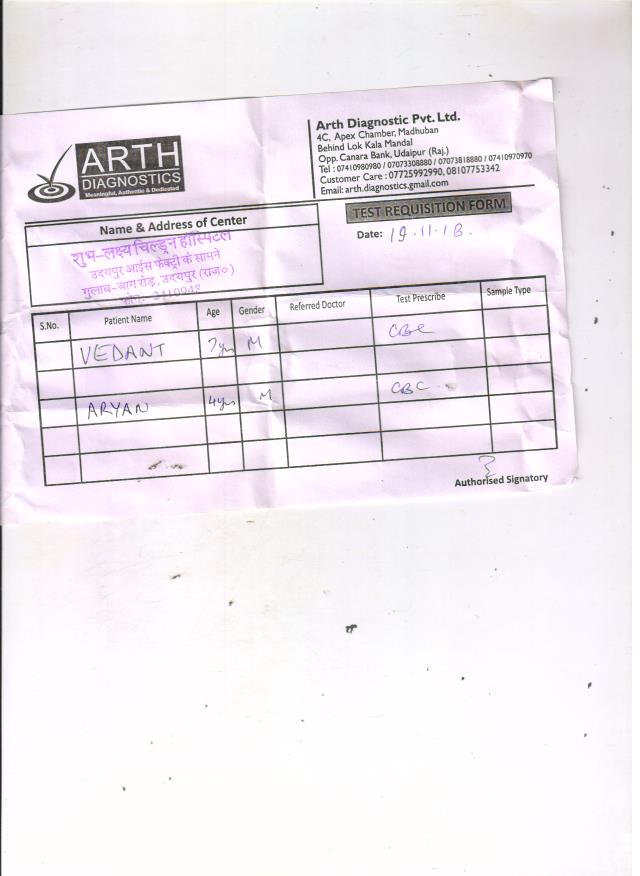 ARTH
DIAGNOSTICS
Meaningful, Authentic & Dedicated
Arth Diagnostic Pvt. Ltd.
4C, Apex Chamber, Madhuban
Behind Lok Kala Mandal
Opp. Canara Bank, Udaipur (Raj.)
Tel : 07410980980 / 07073308880 / 07073818880 / 07410970970
Customer Care : 07725992990, 08107753342
Email: arth.diagnostics.gmail.com
TEST REQUISITION FORM
Date: 19.11.18.
Name & Address of Center
शुभ-लक्ष्य चिल्ड्रन हॉस्पिटल
उदयपुर आईस फेक्ट्री के सामने
गुलाब-बाग रोड़, उदयपुर (राज०)
फोन: 2410948
S.No. Patient Name Age Gender Referred Doctor Test Prescribe Sample Type
VEDANT 7yrs M CBC
ARYAN 4yrs M CBC
Authorised Signatory